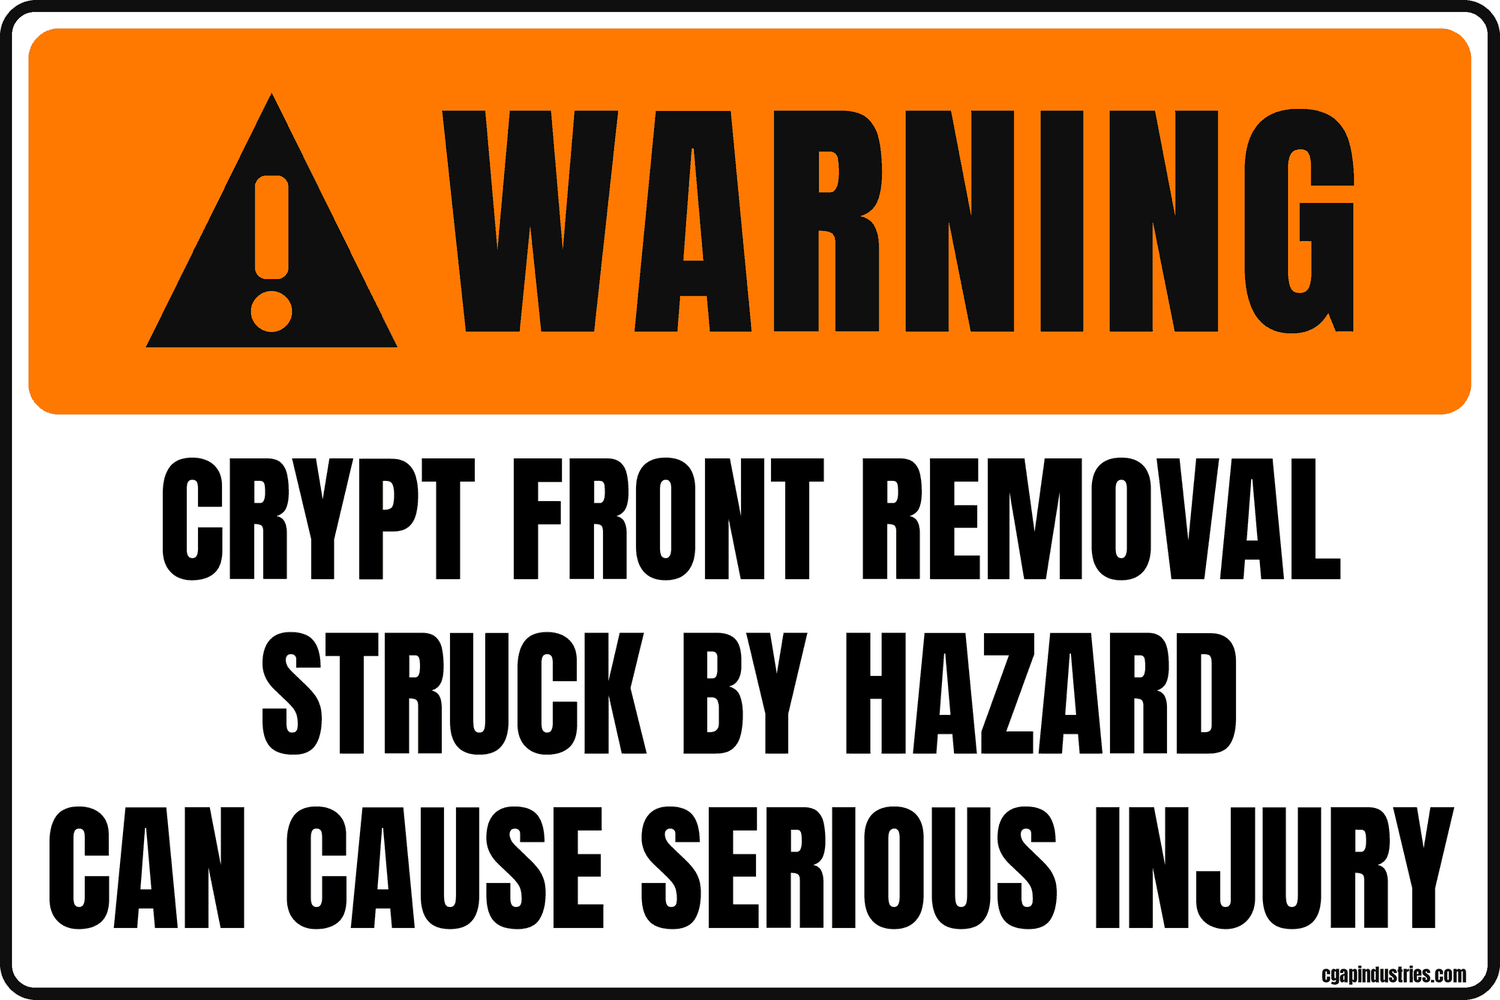 WARNING
CRYPT FRONT REMOVAL
STRUCK BY HAZARD
CAN CAUSE SERIOUS INJURY
cgapindustries.com